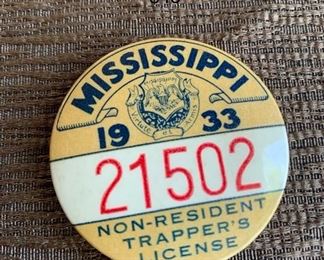 MISSISSIPPI
19 33
21502
NON-RESIDENT
TRAPPER'S
LICENSE